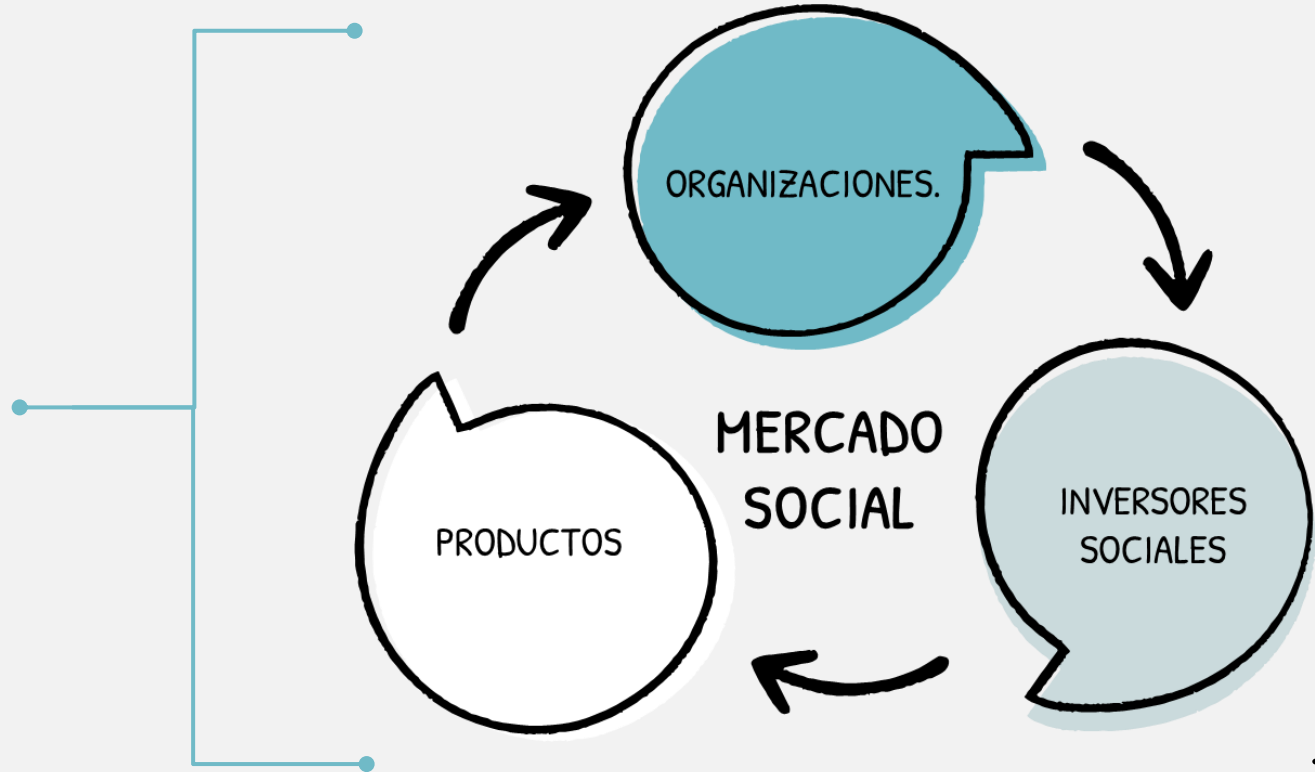 ORGANIZACIONES.
MERCADO
SOCIAL
INVERSORES
SOCIALES
PRODUCTOS